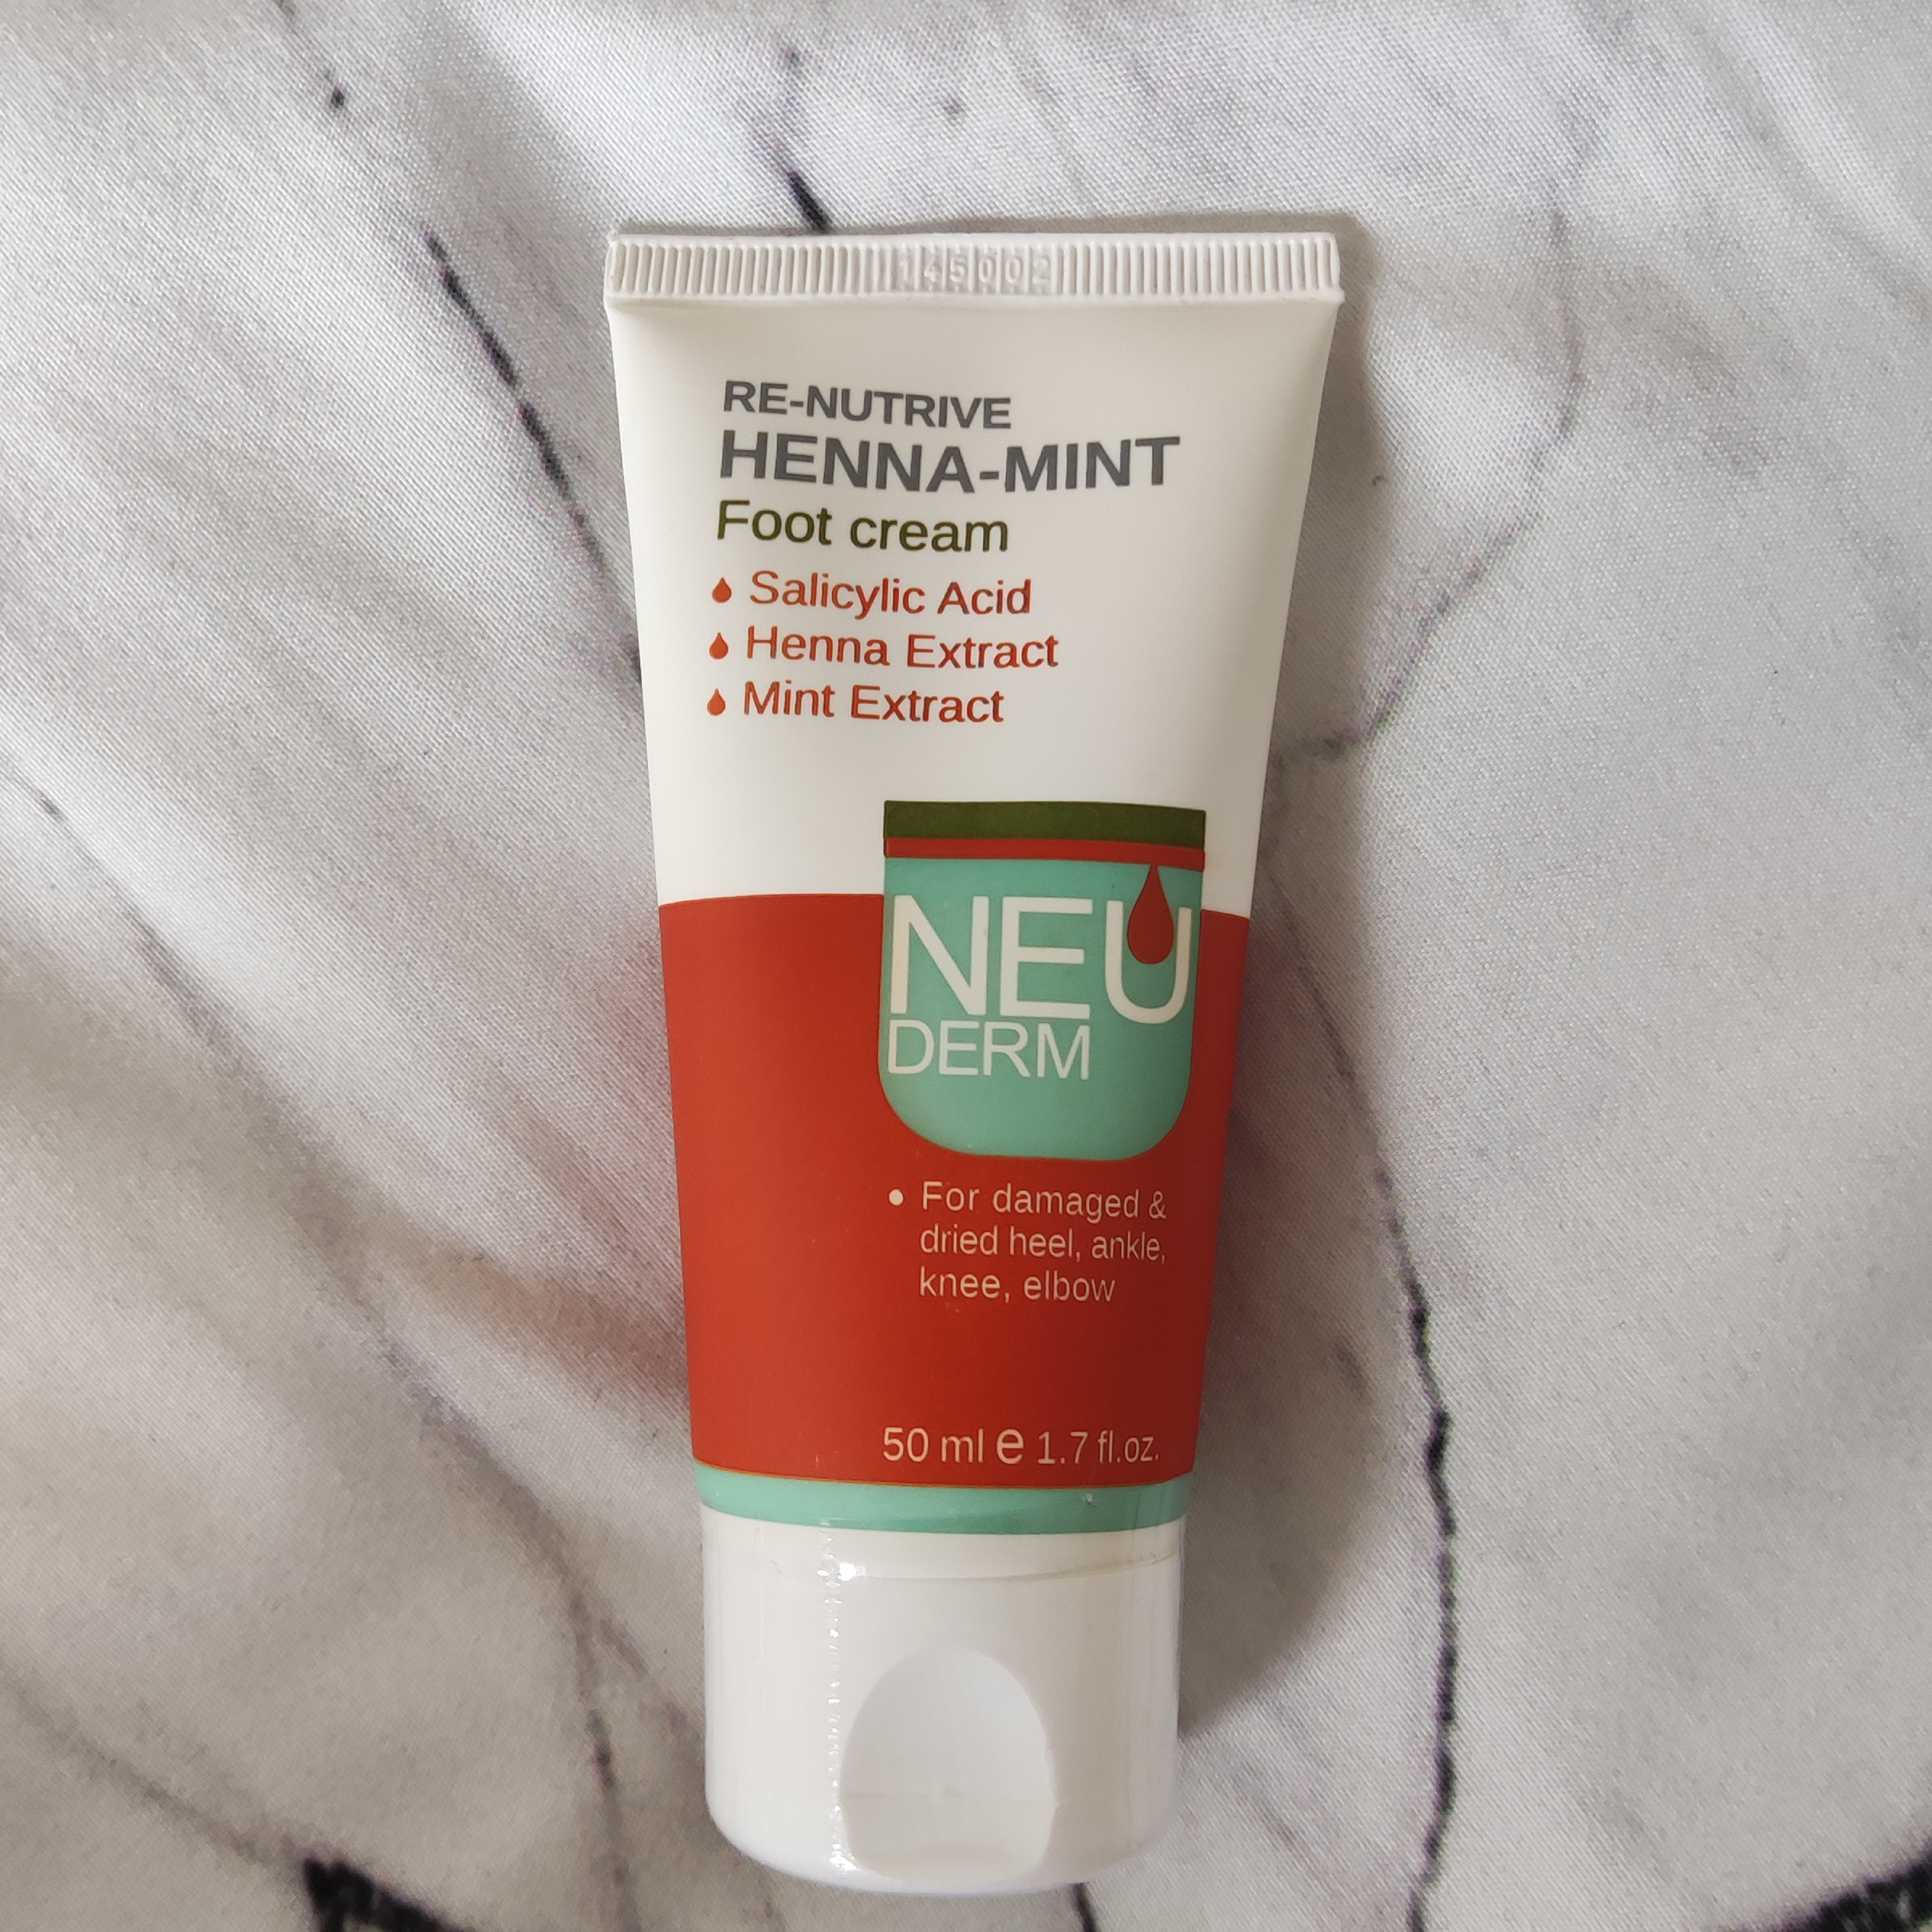 145002
RE-NUTRIVE
HENNA-MINT
Foot cream
Salicylic Acid
Henna Extract
Mint Extract
NEU
DERM
• For damaged &
dried heel, ankle,
knee, elbow
50 ml e 1.7 fl.oz.